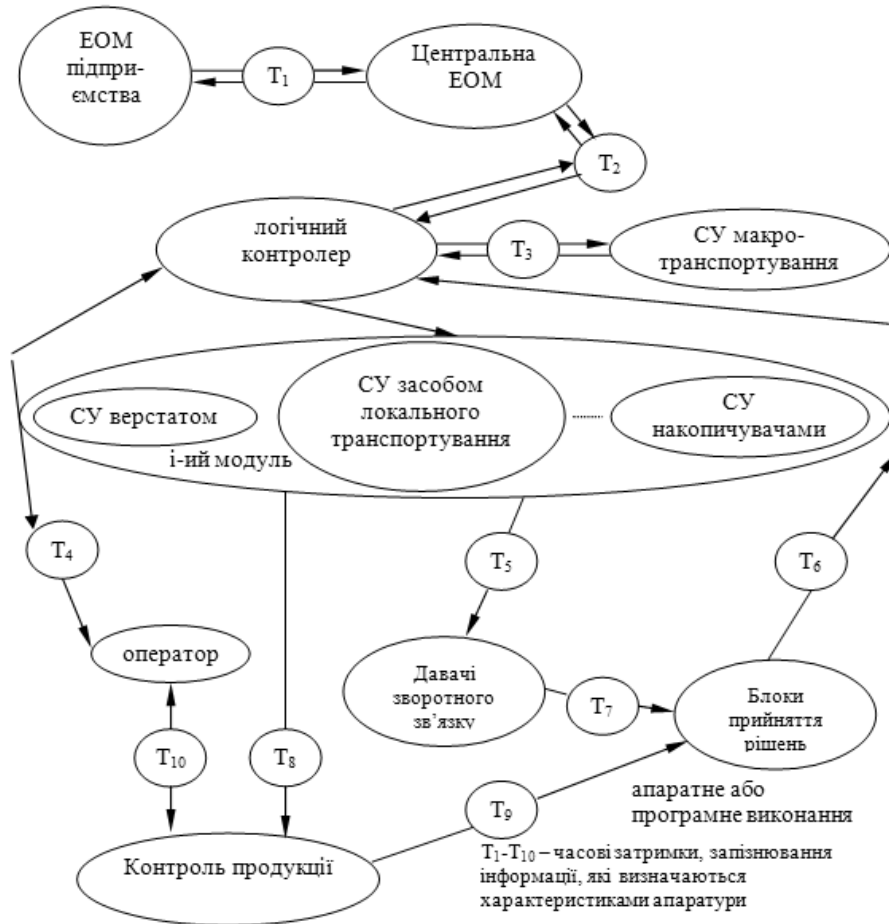 ЕОМ
підпри-
ємства
T₁
Центральна
ЕОМ
T₂
логічний
контролер
T₃
СУ макро-
транспортування
СУ верстатом
СУ засобом
локального
транспортування
СУ
накопичувачами
і-ий модуль
T₄
T₅
T₆
оператор
Давачі
зворотного
зв’язку
T₇
Блоки
прийняття
рішень
T₁₀
T₈
T₉
апаратне або
програмне виконання
Контроль продукції
T₁-T₁₀ – часові затримки, запізнювання
інформації, які визначаються
характеристиками апаратури